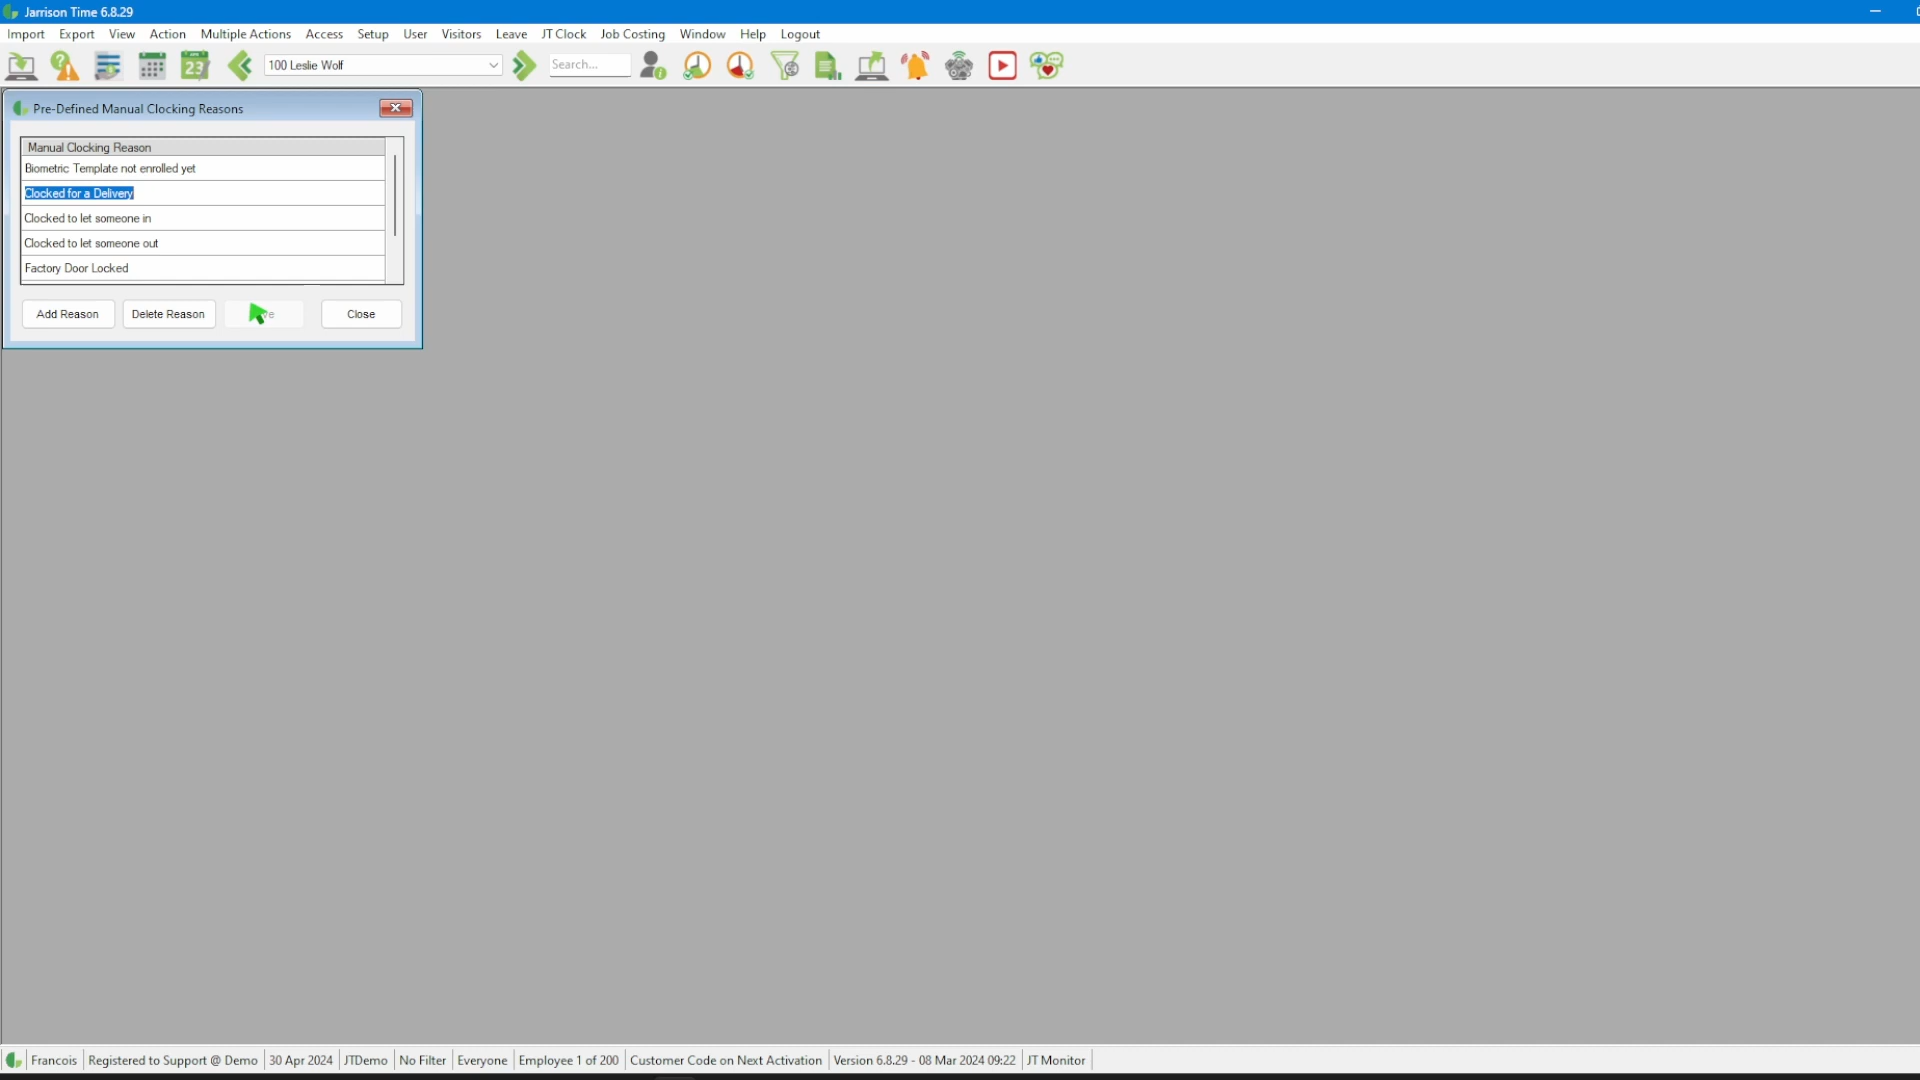 Jarrison Time 6.8.29
Import Export View Action Multiple Actions Access Setup User Visitors Leave JT Clock Job Costing Window Help Logout
23 100 Leslie Wolf Search...
Pre-Defined Manual Clocking Reasons
Manual Clocking Reason
Biometric Template not enrolled yet
Clocked for a Delivery
Clocked to let someone in
Clocked to let someone out
Factory Door Locked
Add Reason Delete Reason Close
Francois Registered to Support @ Demo 30 Apr 2024 JTDemo No Filter Everyone Employee 1 of 200 Customer Code on Next Activation Version 6.8.29 - 08 Mar 2024 09:22 JT Monitor